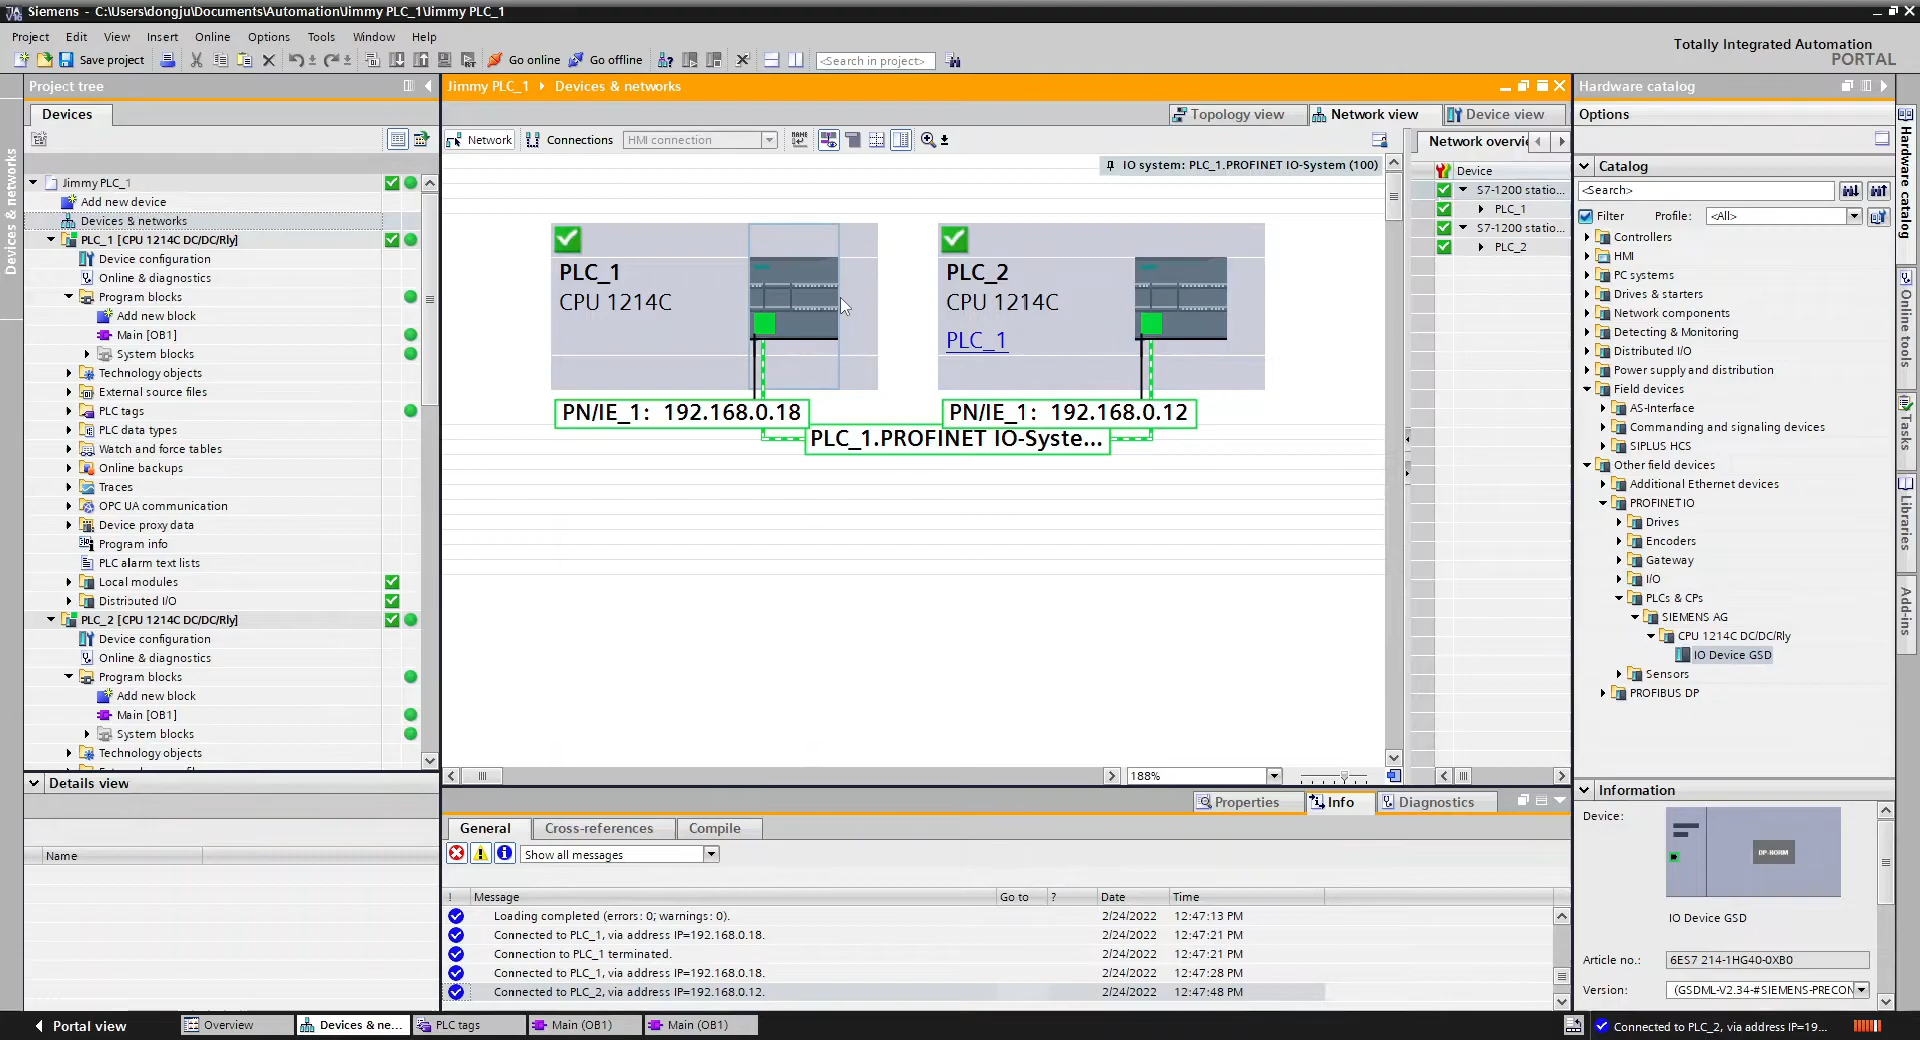 Siemens - C:\Users\dongju\Documents\Automation\Jimmy PLC_1\Jimmy PLC_1
Project Edit View Insert Online Options Tools Window Help
Totally Integrated Automation
PORTAL
Save project
Go online
Go offline
<Search in project>
Project tree
Devices
Devices & networks
Jimmy PLC_1
Add new device
Devices & networks
PLC_1 [CPU 1214C DC/DC/Rly]
Device configuration
Online & diagnostics
Program blocks
Add new block
Main [OB1]
System blocks
Technology objects
External source files
PLC tags
PLC data types
Watch and force tables
Online backups
Traces
OPC UA communication
Device proxy data
Program info
PLC alarm text lists
Local modules
Distributed I/O
PLC_2 [CPU 1214C DC/DC/Rly]
Device configuration
Online & diagnostics
Program blocks
Add new block
Main [OB1]
System blocks
Technology objects
Details view
Name
Jimmy PLC_1 Devices & networks
Topology view
Network view
Device view
Network
Connections
HMI connection
IO system: PLC_1.PROFINET IO-System (100)
PLC_1
CPU 1214C
PLC_2
CPU 1214C
PLC_1
PN/IE_1: 192.168.0.18
PN/IE_1: 192.168.0.12
PLC_1.PROFINET IO-Syste...
188%
Network overvie
Device
S7-1200 statio...
PLC_1
S7-1200 statio...
PLC_2
Properties
Info
Diagnostics
General
Cross-references
Compile
Show all messages
! Message Go to ? Date Time
Loading completed (errors: 0; warnings: 0). 2/24/2022 12:47:13 PM
Connected to PLC_1, via address IP=192.168.0.18. 2/24/2022 12:47:21 PM
Connection to PLC_1 terminated. 2/24/2022 12:47:21 PM
Connected to PLC_1, via address IP=192.168.0.18. 2/24/2022 12:47:28 PM
Connected to PLC_2, via address IP=192.168.0.12. 2/24/2022 12:47:48 PM
Hardware catalog
Options
Catalog
<Search>
Filter
Profile: <All>
Controllers
HMI
PC systems
Drives & starters
Network components
Detecting & Monitoring
Distributed I/O
Power supply and distribution
Field devices
AS-Interface
Commanding and signaling devices
SIPLUS HCS
Other field devices
Additional Ethernet devices
PROFINET IO
Drives
Encoders
Gateway
I/O
PLCs & CPs
SIEMENS AG
CPU 1214C DC/DC/Rly
IO Device GSD
Sensors
PROFIBUS DP
Information
Device:
DP-NORM
IO Device GSD
Article no.: 6ES7 214-1HG40-0XB0
Version: (GSDML-V2.34-#SIEMENS-PRECON
Hardware catalog
Online tools
Tasks
Libraries
Add-ins
Portal view
Overview
Devices & ne...
PLC tags
Main (OB1)
Main (OB1)
Connected to PLC_2, via address IP=19...